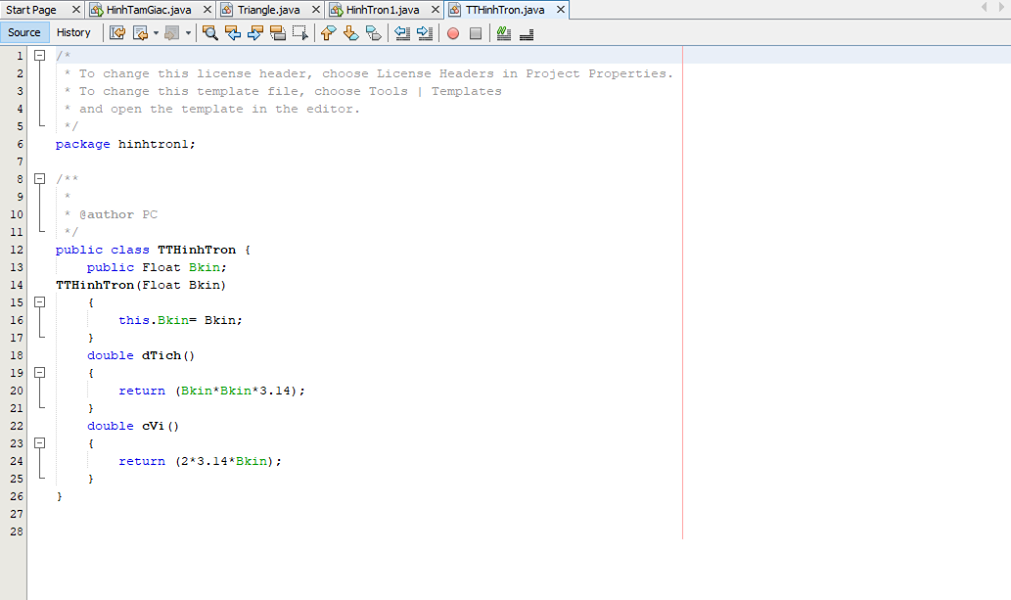 Start Page HinhTamGiac.java Triangle.java HinhTron1.java TTHinhTron.java
Source History
1 /*
2 * To change this license header, choose License Headers in Project Properties.
3 * To change this template file, choose Tools | Templates
4 * and open the template in the editor.
5 */
6 package hinhtron1;
7
8 /**
9 *
10 * @author PC
11 */
12 public class TTHinhTron {
13 public Float Bkin;
14 TTHinhTron(Float Bkin)
15 {
16 this.Bkin= Bkin;
17 }
18 double dTich()
19 {
20 return (Bkin*Bkin*3.14);
21 }
22 double cVi()
23 {
24 return (2*3.14*Bkin);
25 }
26 }
27
28